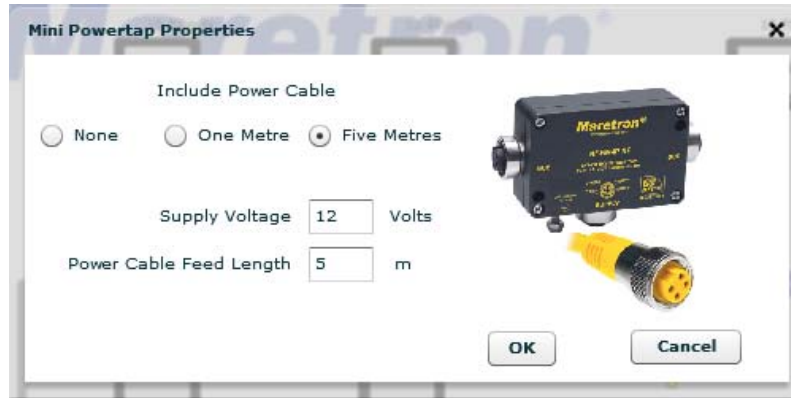 Mini Powertap Properties
Include Power Cable
None
One Metre
Five Metres
Supply Voltage 12 Volts
Power Cable Feed Length 5 m
Maretron®
SUPPLY
OK
Cancel